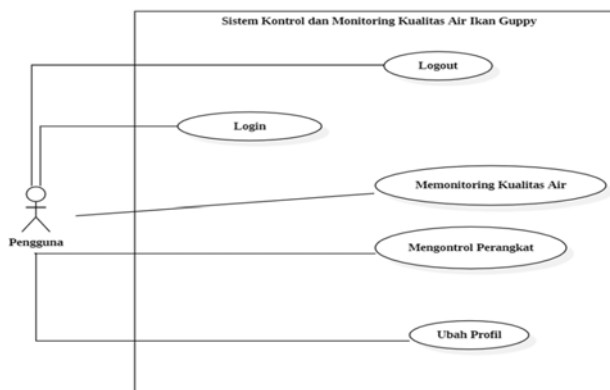 Sistem Kontrol dan Monitoring Kualitas Air Ikan Guppy
Logout
Login
Memonitoring Kualitas Air
Pengguna
Mengontrol Perangkat
Ubah Profil